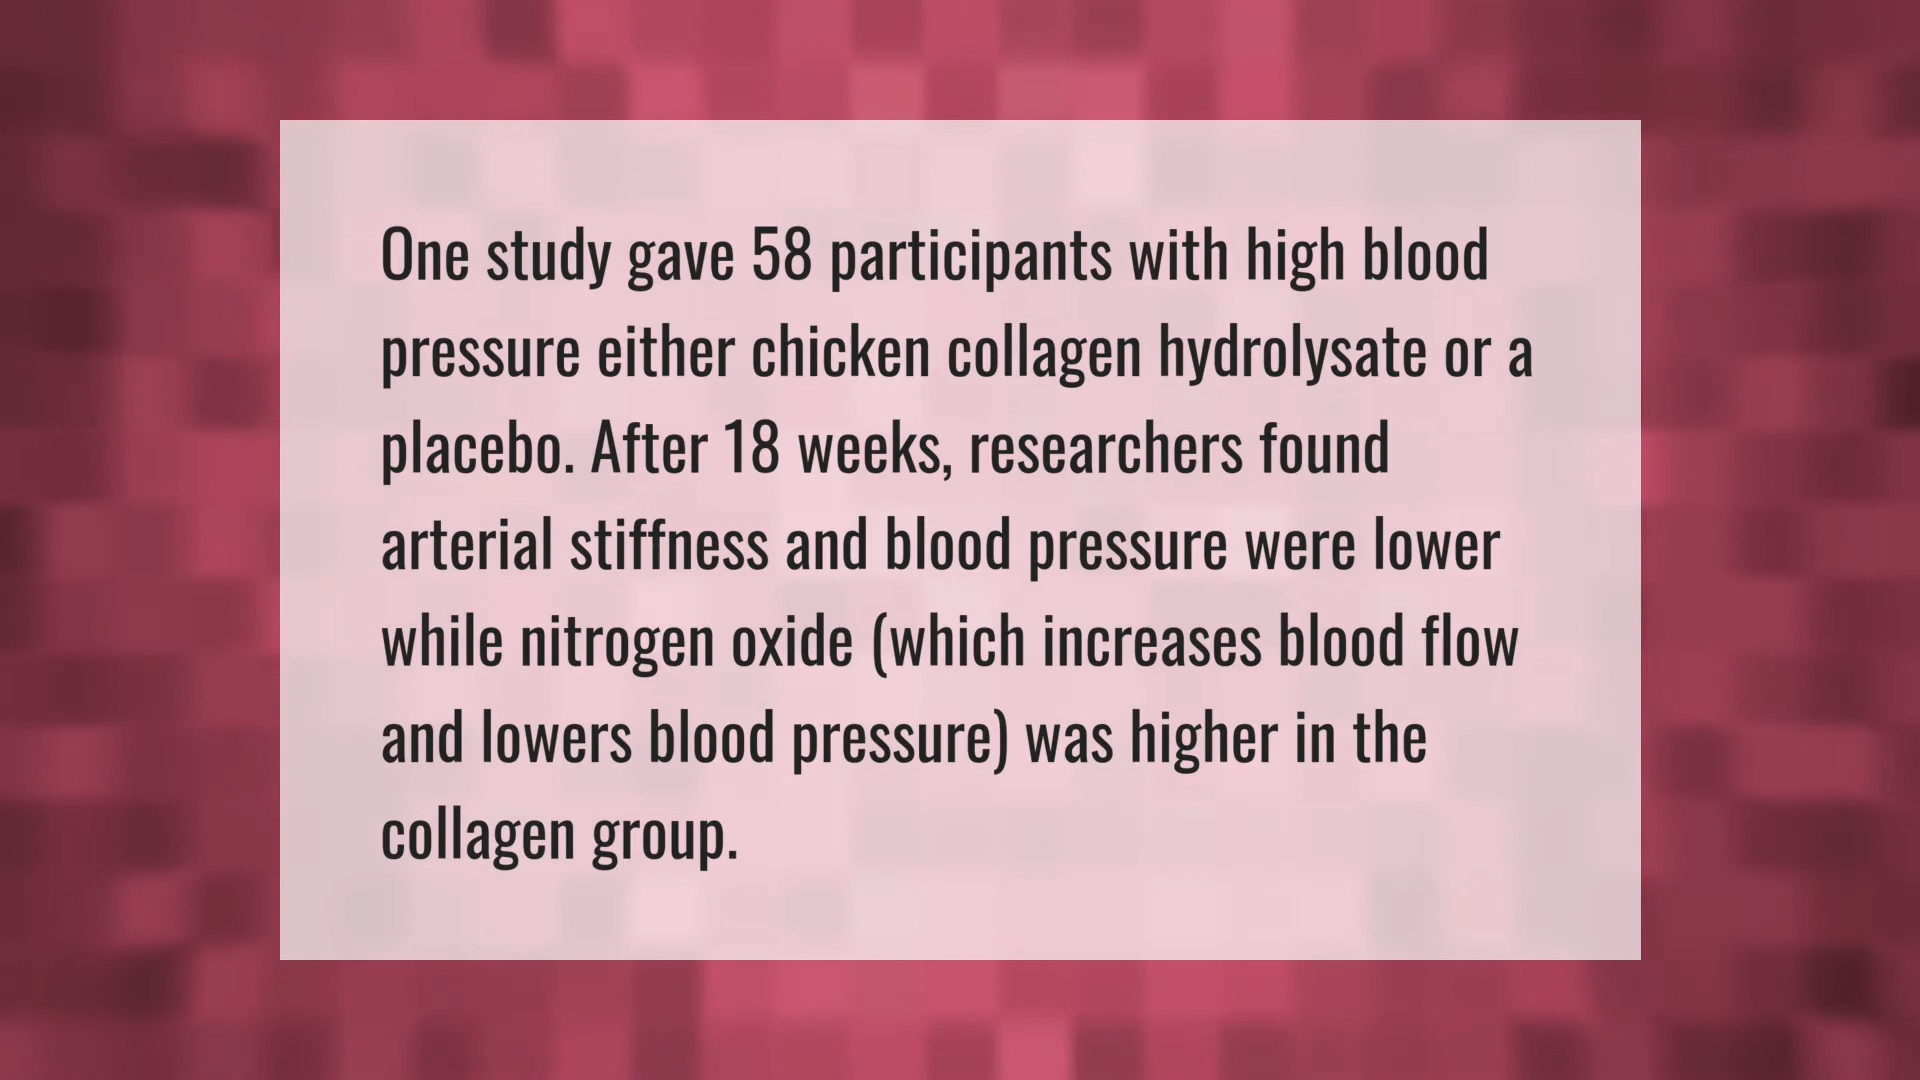 One study gave 58 participants with high blood
pressure either chicken collagen hydrolysate or a
placebo. After 18 weeks, researchers found
arterial stiffness and blood pressure were lower
while nitrogen oxide (which increases blood flow
and lowers blood pressure) was higher in the
collagen group.